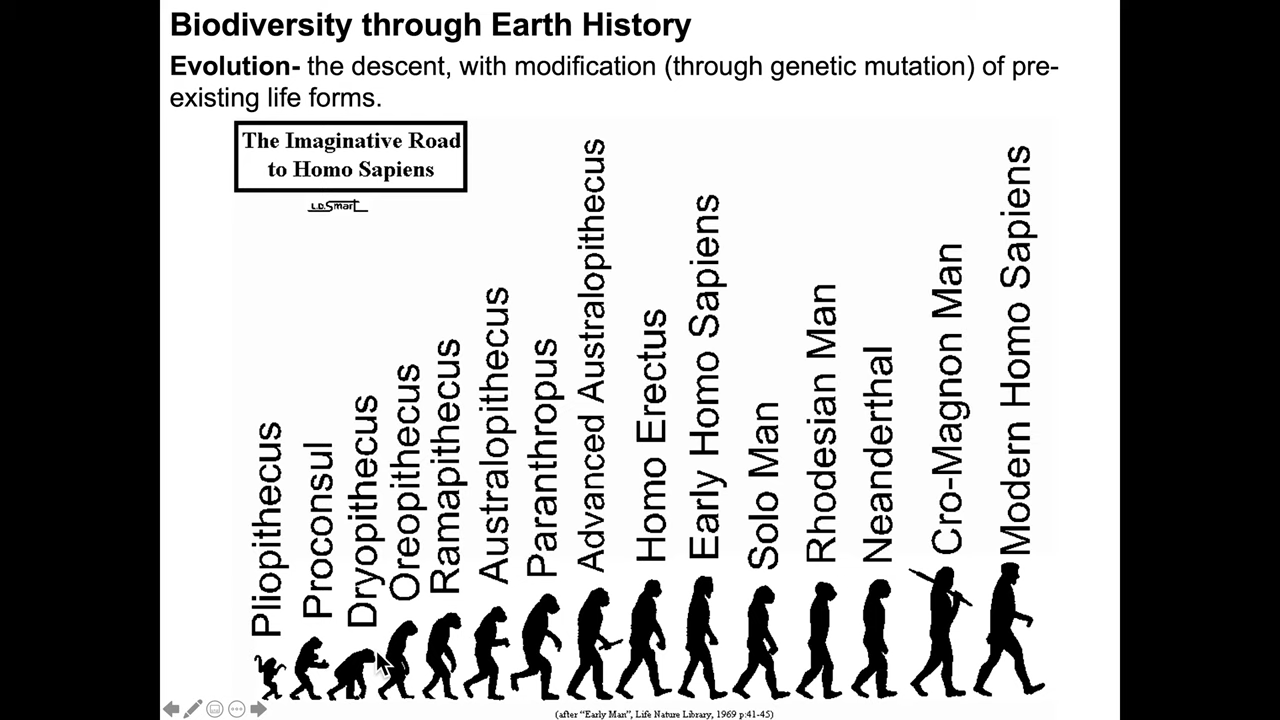 Biodiversity through Earth History
Evolution- the descent, with modification (through genetic mutation) of pre-
existing life forms.
The Imaginative Road
to Homo Sapiens
L.D.Smart
Pliopithecus
Proconsul
Dryopithecus
Oreopithecus
Ramapithecus
Australopithecus
Paranthropus
Advanced Australopithecus
Homo Erectus
Early Homo Sapiens
Solo Man
Rhodesian Man
Neanderthal
Cro-Magnon Man
Modern Homo Sapiens
(after "Early Man", Life Nature Library, 1969 p:41-45)